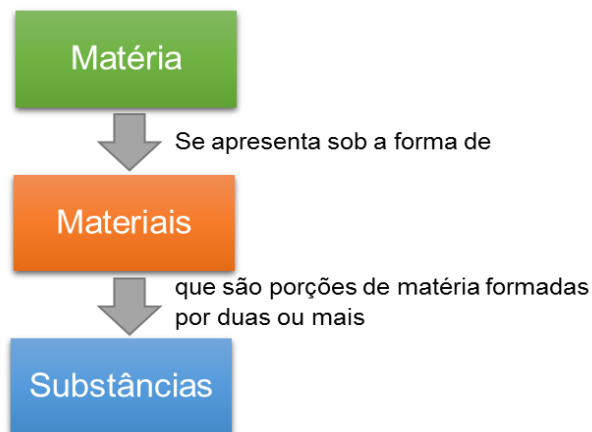 Matéria
Se apresenta sob a forma de
Materiais
que são porções de matéria formadas
por duas ou mais
Substâncias